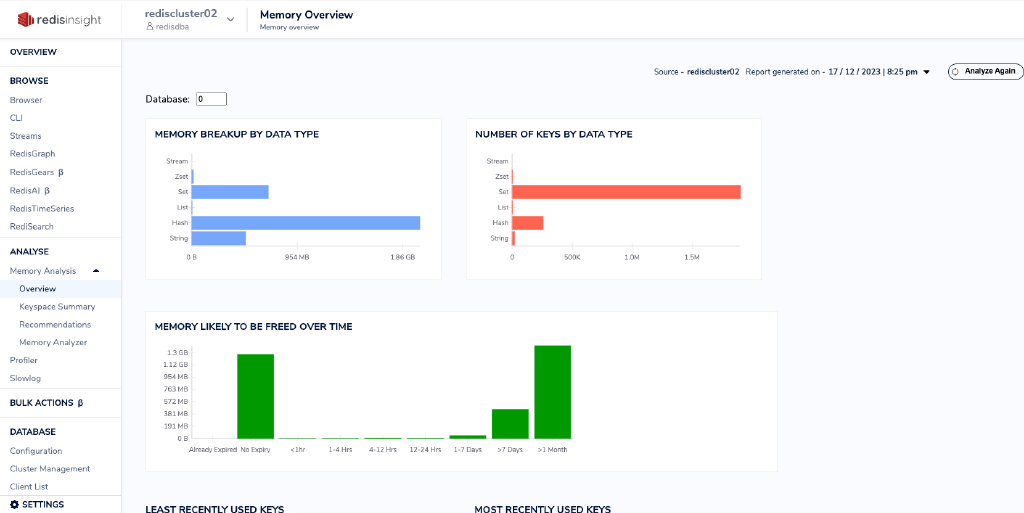 redisinsight
rediscluster02
redisdba
Memory Overview
Memory overview
OVERVIEW
BROWSE
Browser
CLI
Streams
RedisGraph
RedisGears β
RedisAI β
RedisTimeSeries
RediSearch
ANALYSE
Memory Analysis
Overview
Keyspace Summary
Recommendations
Memory Analyzer
Profiler
Slowlog
BULK ACTIONS β
DATABASE
Configuration
Cluster Management
Client List
SETTINGS
Source - rediscluster02 Report generated on - 17 / 12 / 2023 | 8:25 pm
Analyze Again
Database: 0
MEMORY BREAKUP BY DATA TYPE
Stream
Zset
Set
List
Hash
String
0 B 954 MB 1.86 GB
NUMBER OF KEYS BY DATA TYPE
Stream
Zset
Set
List
Hash
String
0 500K 1.0M 1.5M
MEMORY LIKELY TO BE FREED OVER TIME
1.3 GB
1.12 GB
954 MB
763 MB
572 MB
381 MB
191 MB
0 B
Already Expired No Expiry <1hr 1-4 Hrs 4-12 Hrs 12-24 Hrs 1-7 Days >7 Days >1 Month
LEAST RECENTLY USED KEYS
MOST RECENTLY USED KEYS